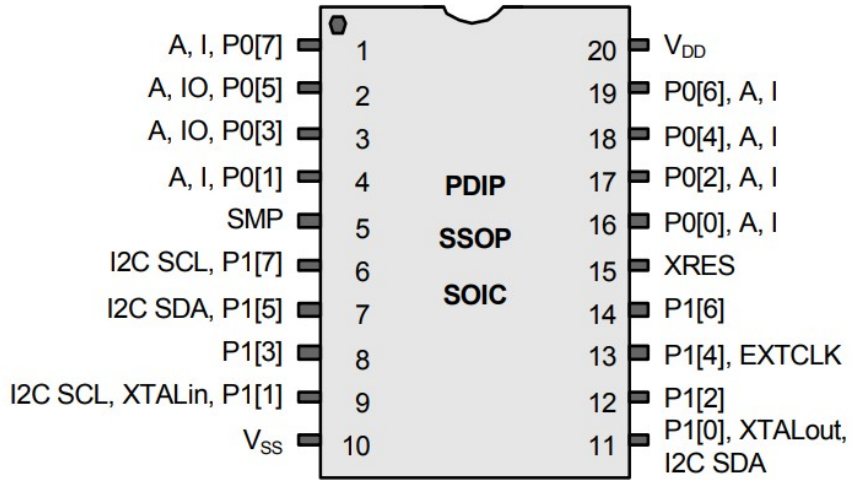 A, I, P0[7] 1 20 V_DD
A, IO, P0[5] 2 19 P0[6], A, I
A, IO, P0[3] 3 18 P0[4], A, I
A, I, P0[1] 4 PDIP 17 P0[2], A, I
SMP 5 SSOP 16 P0[0], A, I
I2C SCL, P1[7] 6 SOIC 15 XRES
I2C SDA, P1[5] 7 14 P1[6]
P1[3] 8 13 P1[4], EXTCLK
I2C SCL, XTALin, P1[1] 9 12 P1[2]
V_SS 10 11 P1[0], XTALout,
I2C SDA